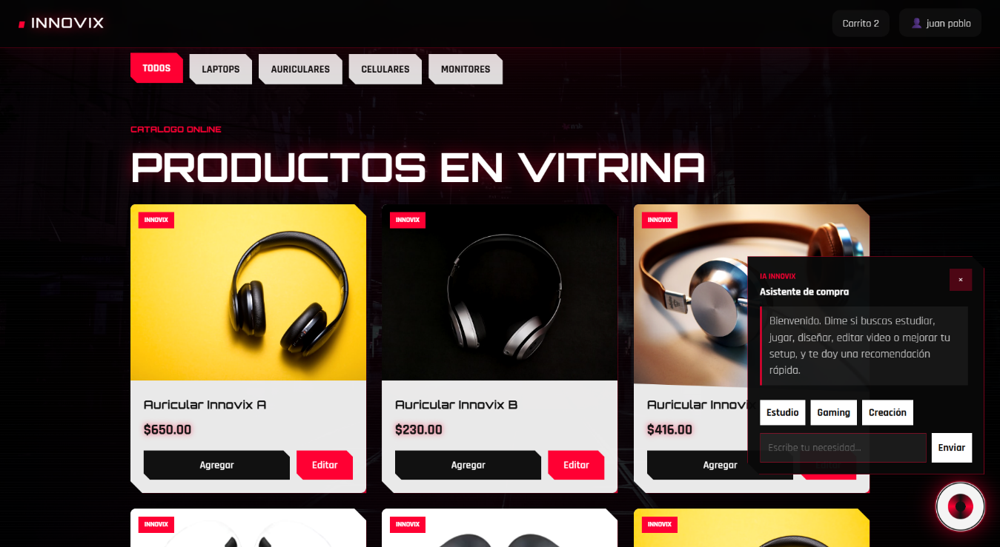 INNOVIX
Carrito 2
juan pablo
TODOS
LAPTOPS
AURICULARES
CELULARES
MONITORES
CATALOGO ONLINE
PRODUCTOS EN VITRINA
INNOVIX
INNOVIX
INNOVIX
Auricular Innovix A
$650.00
Agregar
Editar
Auricular Innovix B
$230.00
Agregar
Editar
Auricular Innovix
$416.00
Agregar
Editar
IA INNOVIX
×
Asistente de compra
Bienvenido. Dime si buscas estudiar,
jugar, diseñar, editar video o mejorar tu
setup, y te doy una recomendación
rápida.
Estudio
Gaming
Creación
Escribe tu necesidad...
Enviar
INNOVIX
INNOVIX
INNOVIX